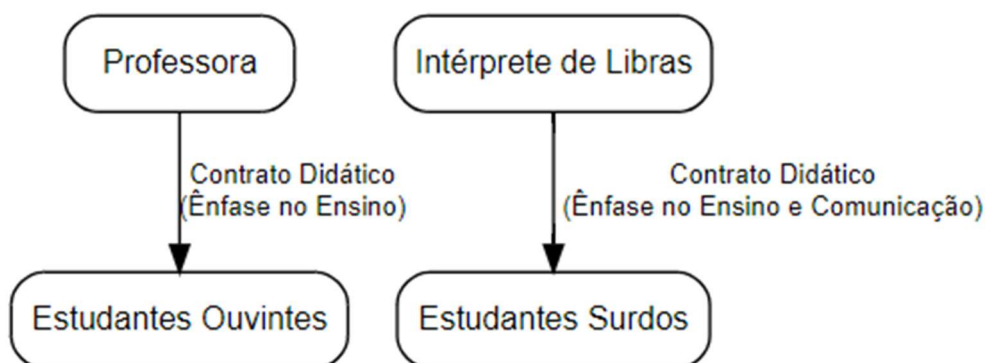 Professora
Intérprete de Libras
Contrato Didático
(Ênfase no Ensino)
Contrato Didático
(Ênfase no Ensino e Comunicação)
Estudantes Ouvintes
Estudantes Surdos